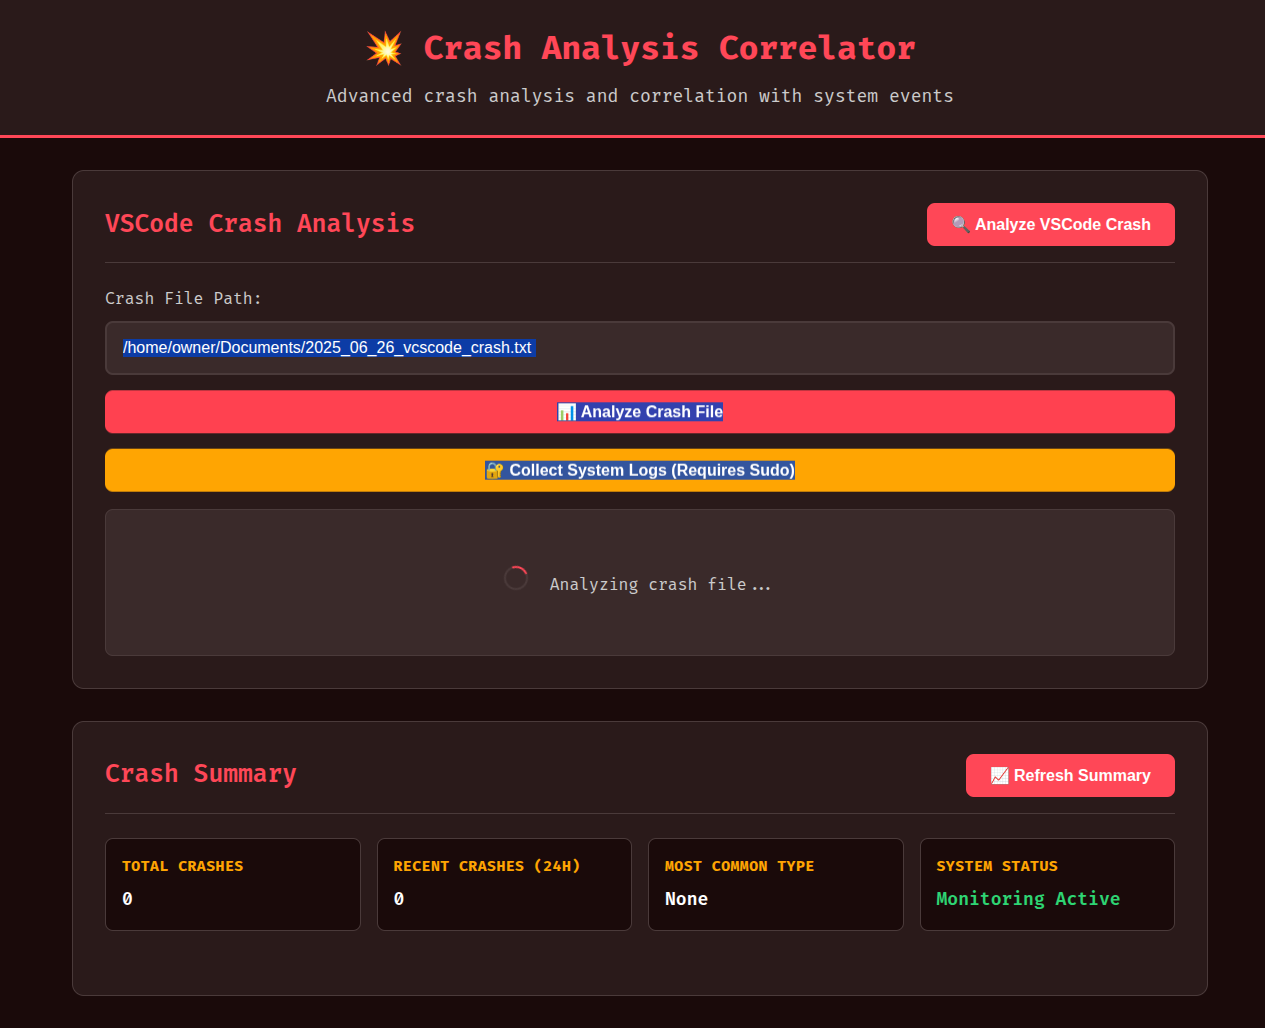 💥 Crash Analysis Correlator
Advanced crash analysis and correlation with system events
VSCode Crash Analysis
🔍 Analyze VSCode Crash
Crash File Path:
/home/owner/Documents/2025_06_26_vcscode_crash.txt
📊 Analyze Crash File
🔐 Collect System Logs (Requires Sudo)
Analyzing crash file...
Crash Summary
📈 Refresh Summary
TOTAL CRASHES
0
RECENT CRASHES (24H)
0
MOST COMMON TYPE
None
SYSTEM STATUS
Monitoring Active